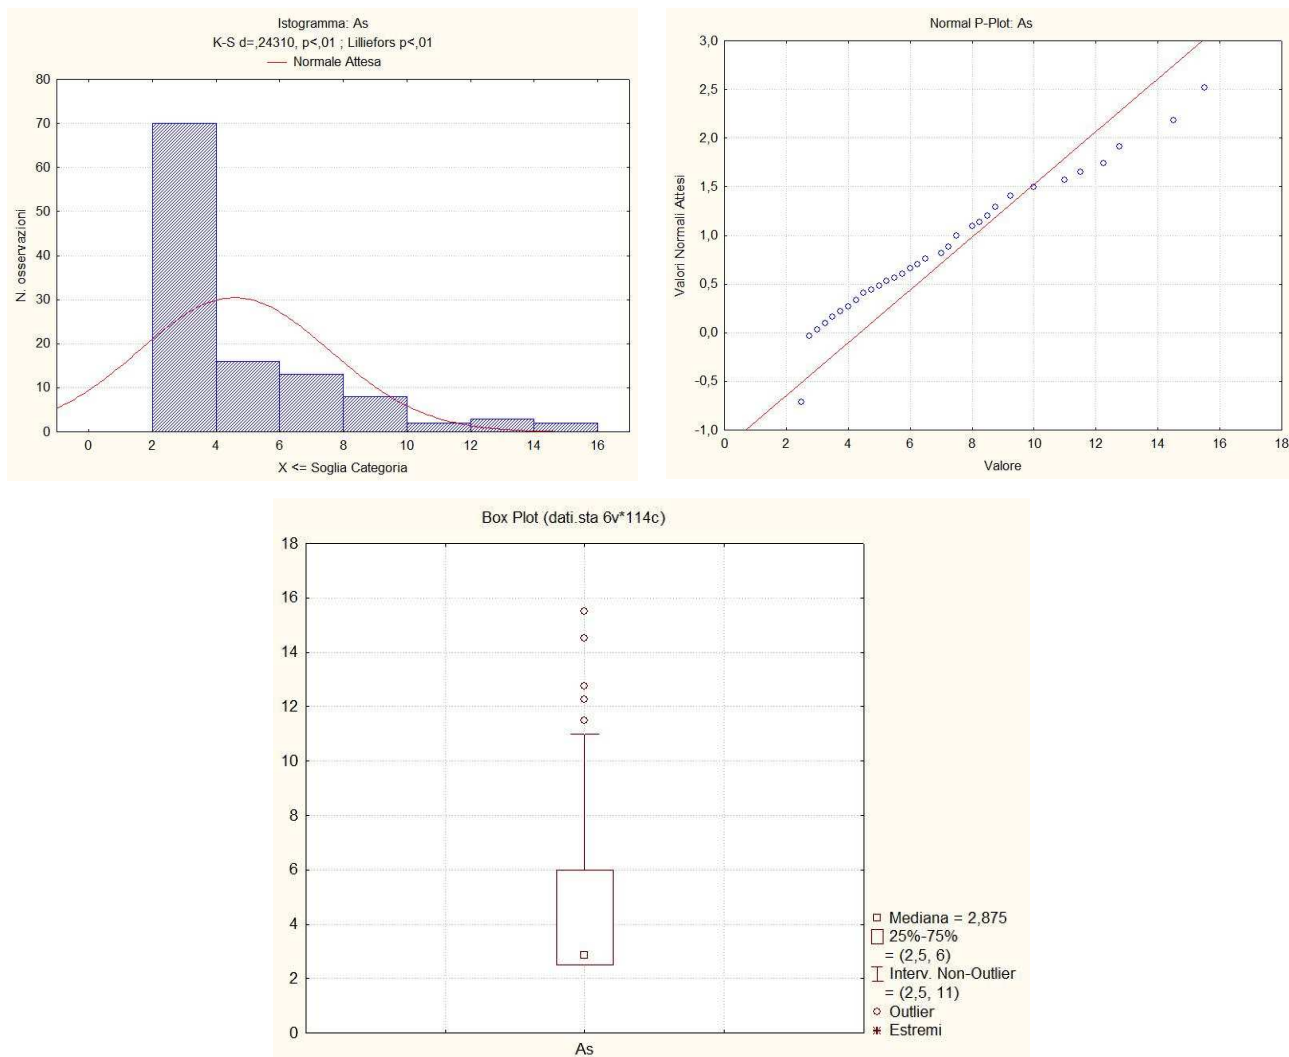 Istogramma: As
K-S d=,24310, p<,01 ; Lilliefors p<,01
Normale Attesa
80
70
60
50
40
30
20
10
0
N. osservazioni
0 2 4 6 8 10 12 14 16
X <= Soglia Categoria
Normal P-Plot: As
3,0
2,5
2,0
1,5
1,0
0,5
0,0
-0,5
-1,0
Valori Normali Attesi
0 2 4 6 8 10 12 14 16 18
Valore
Box Plot (dati.sta 6v*114c)
18
16
14
12
10
8
6
4
2
0
As
Mediana = 2,875
25%-75%
= (2,5, 6)
Interv. Non-Outlier
= (2,5, 11)
Outlier
Estremi